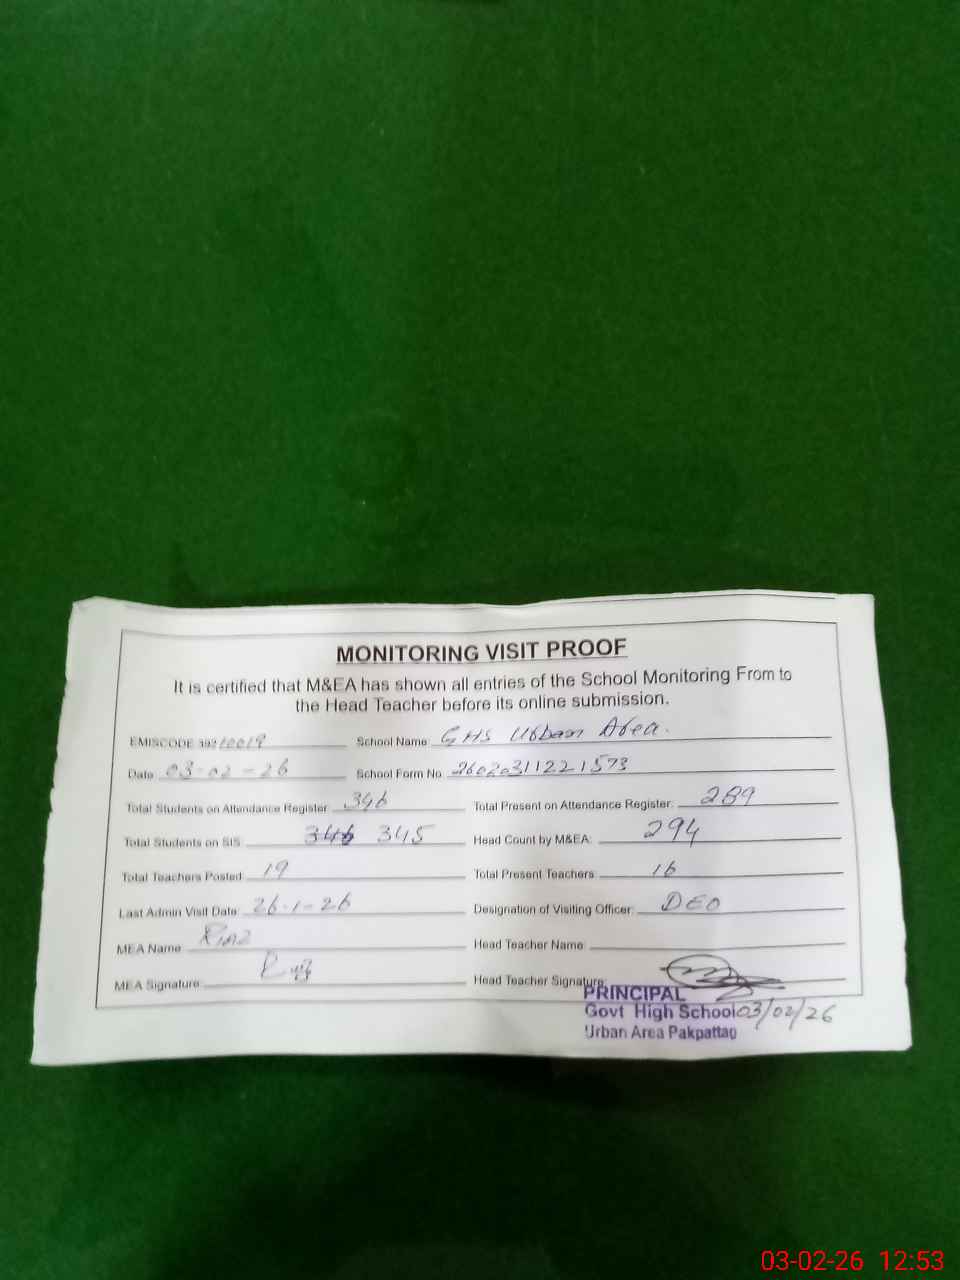 MONITORING VISIT PROOF
It is certified that M&EA has shown all entries of the School Monitoring From to
the Head Teacher before its online submission.
EMISCODE 39210019 School Name: GHS Urban Area.
Date: 03-02-26 School Form No. 26020311221573
Total Students on Attendance Register: 346 Total Present on Attendance Register: 289
Total Students on SIS: 346 345 Head Count by M&EA: 294
Total Teachers Posted: 19 Total Present Teachers: 16
Last Admin Visit Date: 26-1-26 Designation of Visiting Officer: DEO
MEA Name: Riaz Head Teacher Name:
MEA Signature: Head Teacher Signature:
PRINCIPAL
Govt High School 03/02/26
Urban Area Pakpattan
03-02-26 12:53